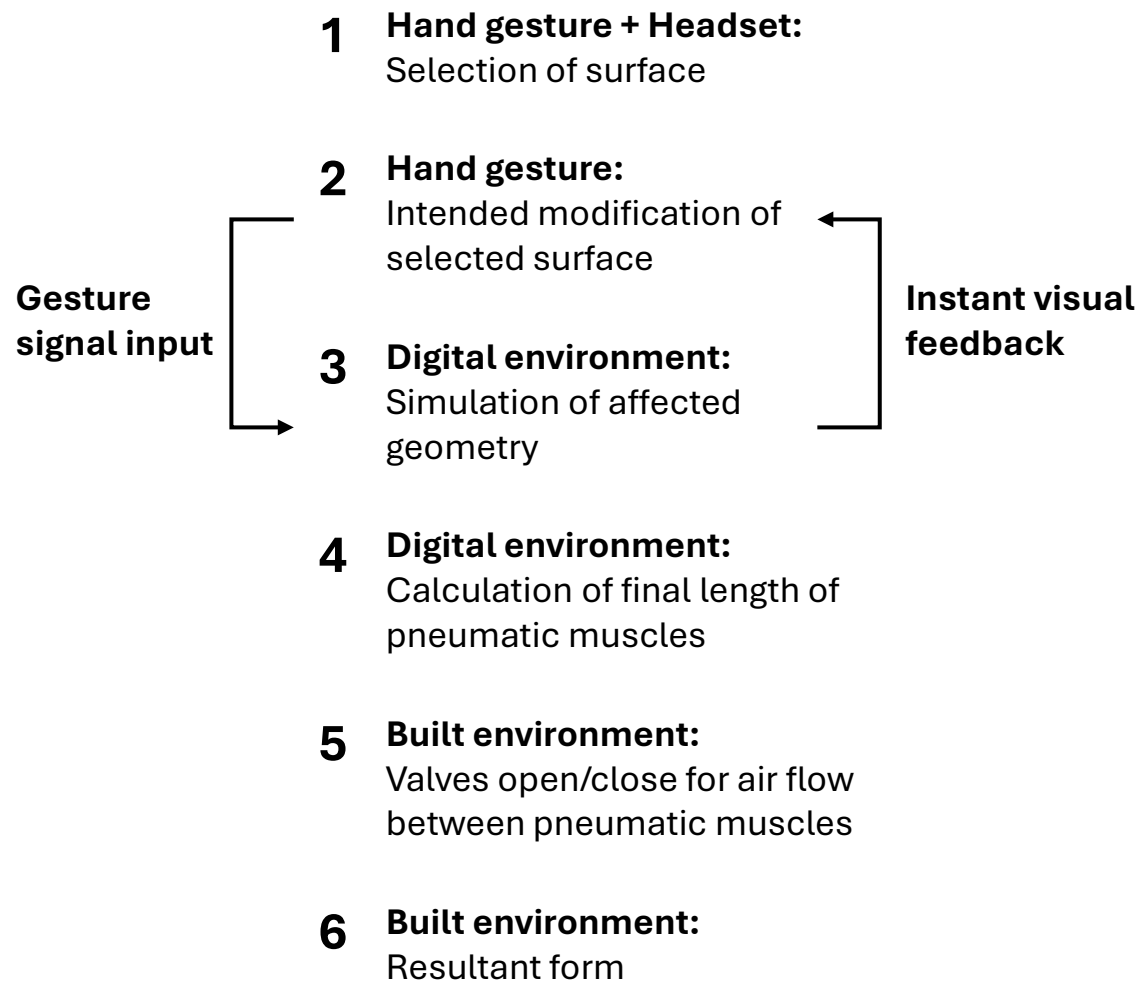 1
Hand gesture + Headset:
Selection of surface
2
Hand gesture:
Intended modification of
selected surface
Gesture
signal input
Instant visual
feedback
3
Digital environment:
Simulation of affected
geometry
4
Digital environment:
Calculation of final length of
pneumatic muscles
5
Built environment:
Valves open/close for air flow
between pneumatic muscles
6
Built environment:
Resultant form